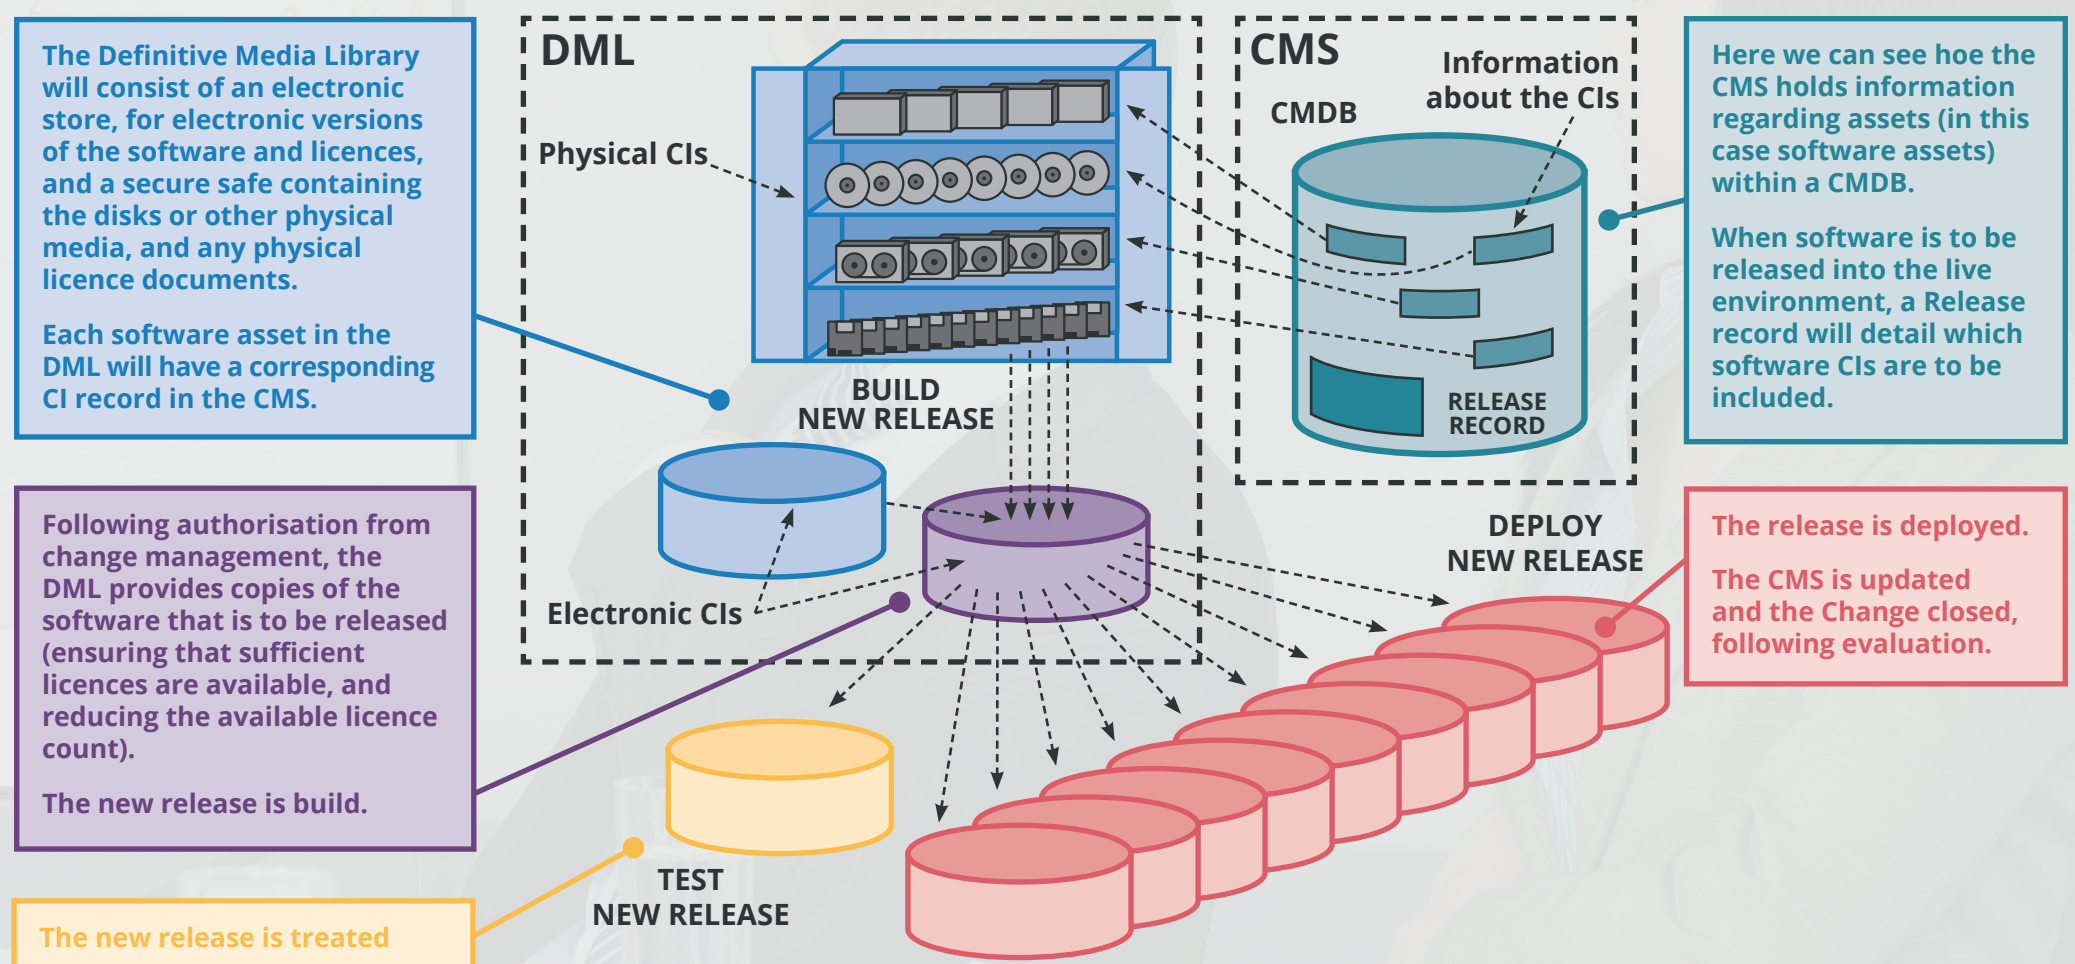 The Definitive Media Library
will consist of an electronic
store, for electronic versions
of the software and licences,
and a secure safe containing
the disks or other physical
media, and any physical
licence documents.
Each software asset in the
DML will have a corresponding
CI record in the CMS.
DML
Physical CIs
BUILD
NEW RELEASE
Electronic CIs
CMS
Information
about the CIs
CMDB
RELEASE
RECORD
Here we can see hoe the
CMS holds information
regarding assets (in this
case software assets)
within a CMDB.
When software is to be
released into the live
environment, a Release
record will detail which
software CIs are to be
included.
Following authorisation from
change management, the
DML provides copies of the
software that is to be released
(ensuring that sufficient
licences are available, and
reducing the available licence
count).
The new release is build.
DEPLOY
NEW RELEASE
The release is deployed.
The CMS is updated
and the Change closed,
following evaluation.
TEST
NEW RELEASE
The new release is treated